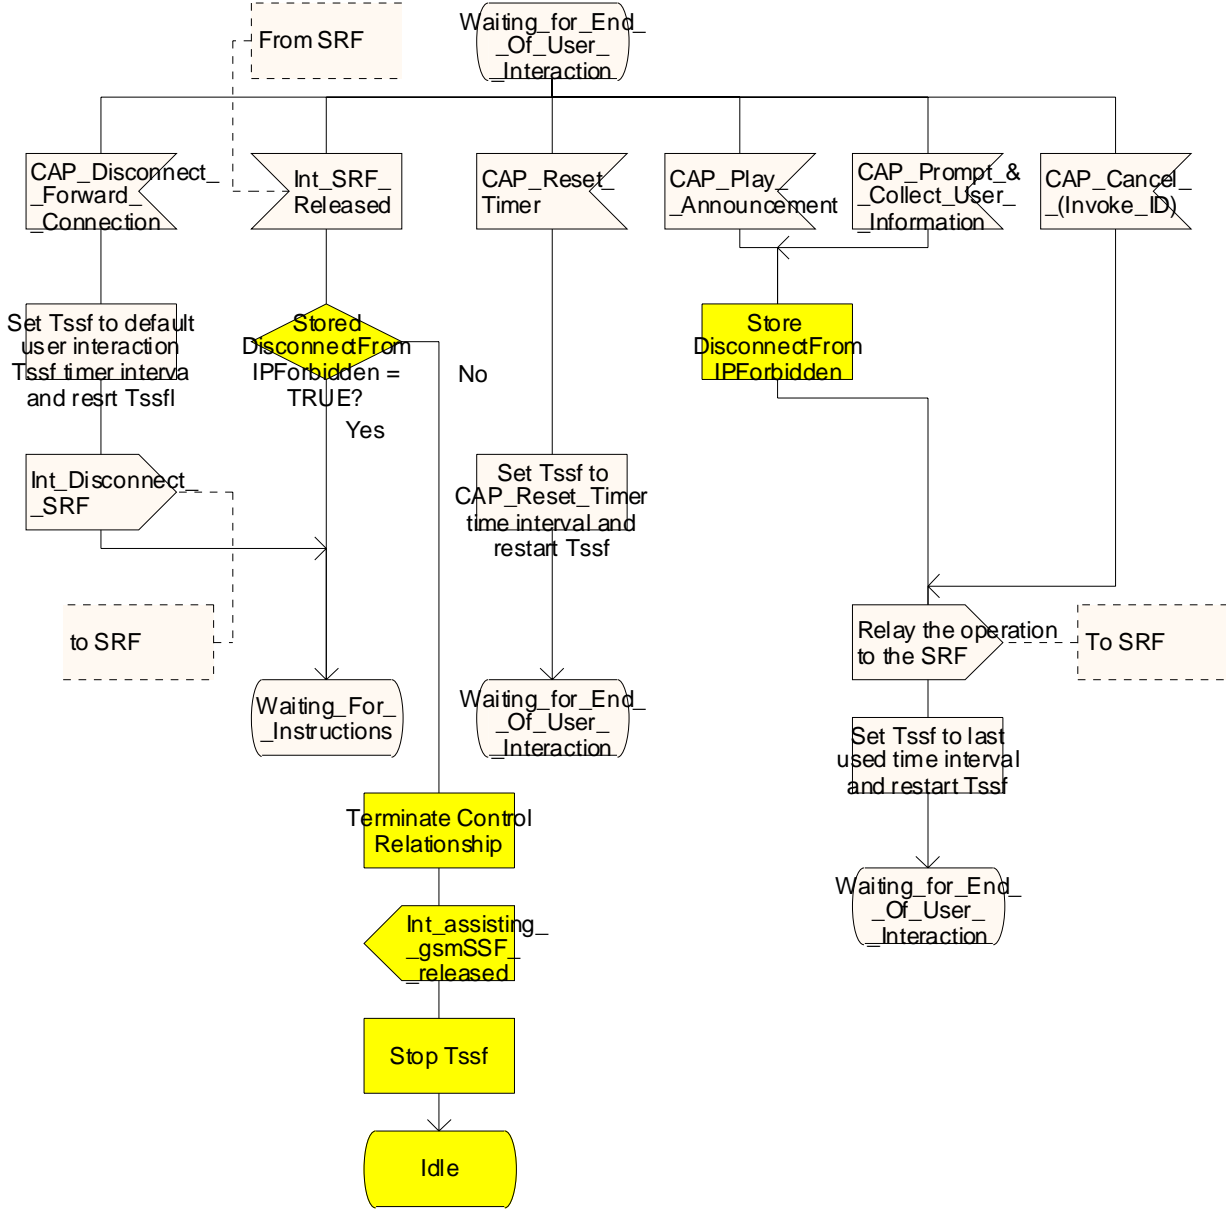 From SRF
Waiting_for_End_
_Of_User_
_Interaction
CAP_Disconnect_
_Forward_
_Connection
Int_SRF_
Released
CAP_Reset_
Timer
CAP_Play_
_Announcement
CAP_Prompt_&
_Collect_User_
_Information
CAP_Cancel_
_(Invoke_ID)
Set Tssf to default
user interaction
Tssf timer interva
and resrt Tssfl
Stored
DisconnectFrom
IPForbidden =
TRUE?
No
Yes
Store
DisconnectFrom
IPForbidden
Int_Disconnect_
_SRF
Set Tssf to
CAP_Reset_Timer
time interval and
restart Tssf
to SRF
Relay the operation
to the SRF
To SRF
Waiting_For_
_Instructions
Waiting_for_End_
_Of_User_
_Interaction
Set Tssf to last
used time interval
and restart Tssf
Terminate Control
Relationship
Waiting_for_End_
_Of_User_
_Interaction
Int_assisting_
_gsmSSF_
_released
Stop Tssf
Idle